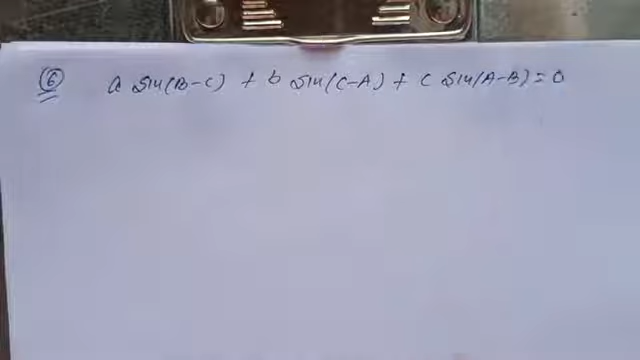 ⑥ a sin(B-C) + b sin(C-A) + c sin(A-B) = 0